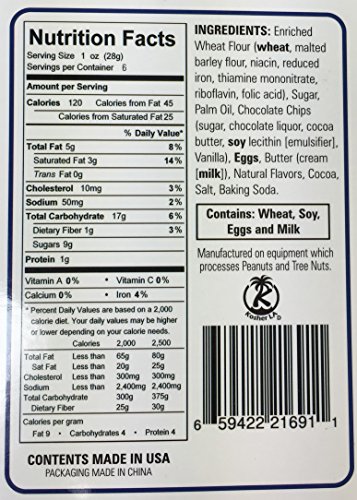 Nutrition Facts
Serving Size 1 oz (28g)
Servings per Container 6
Amount per Serving
Calories 120 Calories from Fat 45
Calories from Saturated Fat 25
% Daily Value*
Total Fat 5g 8%
Saturated Fat 3g 14%
Trans Fat 0g
Cholesterol 10mg 3%
Sodium 50mg 2%
Total Carbohydrate 17g 6%
Dietary Fiber 1g 3%
Sugars 9g
Protein 1g
Vitamin A 0% • Vitamin C 0%
Calcium 0% • Iron 4%
* Percent Daily Values are based on a 2,000
calorie diet. Your daily values may be higher
or lower depending on your calorie needs.
Calories 2,000 2,500
Total Fat Less than 65g 80g
Sat Fat Less than 20g 25g
Cholesterol Less than 300mg 300mg
Sodium Less than 2,400mg 2,400mg
Total Carbohydrate 300g 375g
Dietary Fiber 25g 30g
Calories per gram
Fat 9 • Carbohydrates 4 • Protein 4
CONTENTS MADE IN USA
PACKAGING MADE IN CHINA
INGREDIENTS: Enriched
Wheat Flour (wheat, malted
barley flour, niacin, reduced
iron, thiamine mononitrate,
riboflavin, folic acid), Sugar,
Palm Oil, Chocolate Chips
(sugar, chocolate liquor, cocoa
butter, soy lecithin [emulsifier],
Vanilla), Eggs, Butter (cream
[milk]), Natural Flavors, Cocoa,
Salt, Baking Soda.
Contains: Wheat, Soy,
Eggs and Milk
Manufactured on equipment which
processes Peanuts and Tree Nuts.
K
Kosher LA
6 59422 21691 1